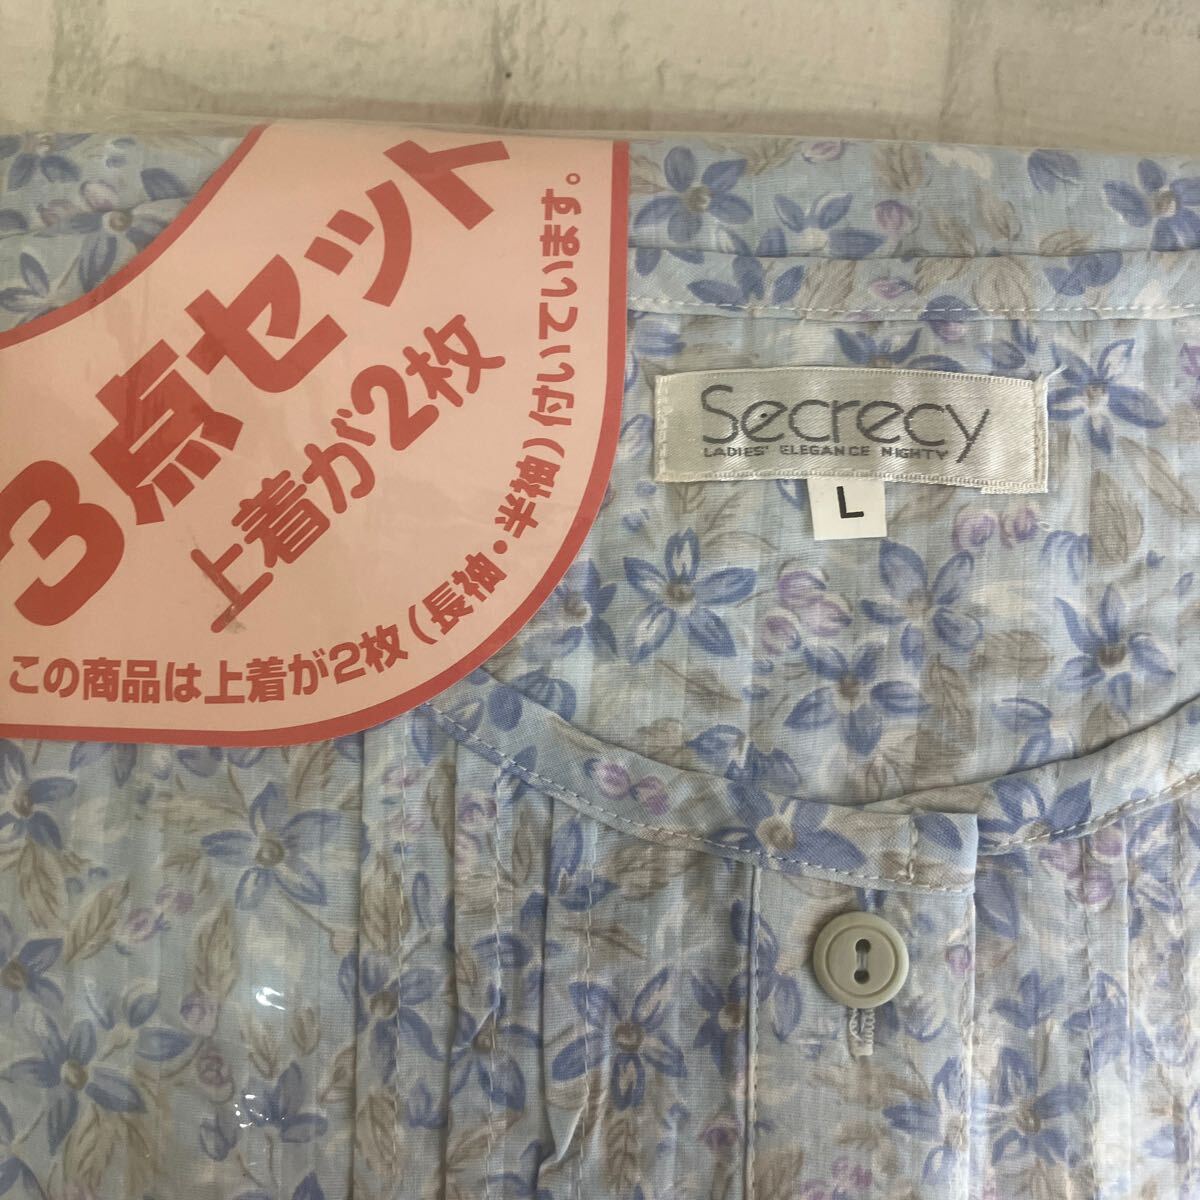 3点セット
上着が2枚
この商品は上着が2枚(長袖・半袖)付いています。
Secrecy
LADIES' ELEGANCE NIGHTY
L